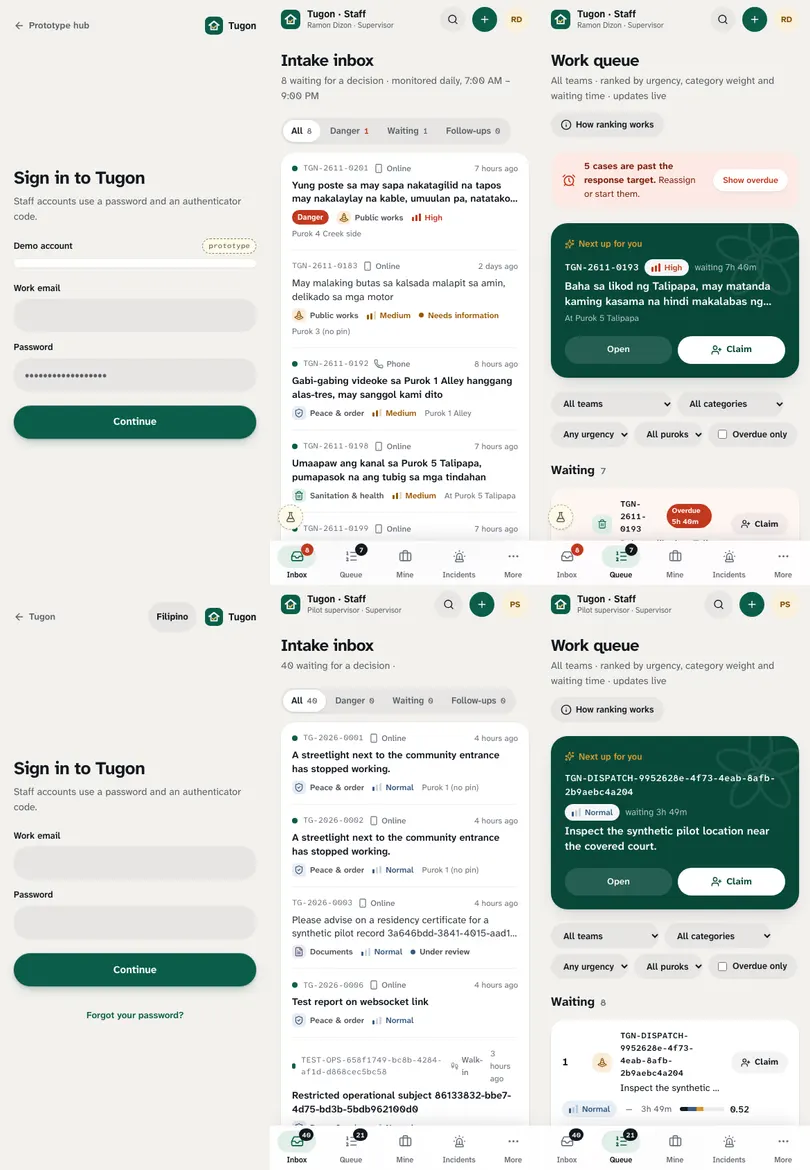 Prototype hub
Tugon
Sign in to Tugon
Staff accounts use a password and an authenticator
code.
Demo account
prototype
Work email
Password
••••••••••••••••••
Continue
Tugon · Staff
Ramon Dizon · Supervisor
RD
Intake inbox
8 waiting for a decision · monitored daily, 7:00 AM –
9:00 PM
All 8
Danger 1
Waiting 1
Follow-ups 0
TGN-2611-0201 Online 7 hours ago
Yung poste sa may sapa nakatagilid na tapos
may nakalaylay na kable, umuulan pa, natatako...
Danger Public works High
Purok 4 Creek side
TGN-2611-0183 Online 2 days ago
May malaking butas sa kalsada malapit sa amin,
delikado sa mga motor
Public works Medium Needs information
Purok 3 (no pin)
TGN-2611-0192 Phone 8 hours ago
Gabi-gabing videoke sa Purok 1 Alley hanggang
alas-tres, may sanggol kami dito
Peace & order Medium Purok 1 Alley
TGN-2611-0198 Online 7 hours ago
Umaapaw ang kanal sa Purok 5 Talipapa,
pumapasok na ang tubig sa mga tindahan
Sanitation & health Medium At Purok 5 Talipapa
TGN-2611-0199 Online 7 hours ago
8
7
Inbox
Queue
Mine
Incidents
More
Tugon · Staff
Ramon Dizon · Supervisor
RD
Work queue
All teams · ranked by urgency, category weight and
waiting time · updates live
How ranking works
5 cases are past the
response target. Reassign
or start them.
Show overdue
Next up for you
TGN-2611-0193 High waiting 7h 40m
Baha sa likod ng Talipapa, may matanda
kaming kasama na hindi makalabas ng...
At Purok 5 Talipapa
Open
Claim
All teams
All categories
Any urgency
All puroks
Overdue only
Waiting 7
TGN-
2611-
0193
Overdue
5h 40m
Claim
7
Inbox
Queue
Mine
Incidents
More
Tugon
Filipino
Tugon
Sign in to Tugon
Staff accounts use a password and an authenticator
code.
Work email
Password
Continue
Forgot your password?
Tugon · Staff
Pilot supervisor · Supervisor
PS
Intake inbox
40 waiting for a decision ·
All 40
Danger 0
Waiting 0
Follow-ups 0
TG-2026-0001 Online 4 hours ago
A streetlight next to the community entrance
has stopped working.
Peace & order Normal Purok 1 (no pin)
TG-2026-0002 Online 4 hours ago
A streetlight next to the community entrance
has stopped working.
Peace & order Normal Purok 1 (no pin)
TG-2026-0003 Online 4 hours ago
Please advise on a residency certificate for a
synthetic pilot record 3a646bdd-3841-4015-aad1...
Documents Normal Under review
TG-2026-0006 Online 4 hours ago
Test report on websocket link
Peace & order Normal
TEST-OPS-658f1749-bc8b-4284-
af1d-d868cec5bc58
Walk-
in
3
hours
ago
Restricted operational subject 86133832-bbe7-
4d75-bd3b-5bdb962100d0
40
21
Inbox
Queue
Mine
Incidents
More
Tugon · Staff
Pilot supervisor · Supervisor
PS
Work queue
All teams · ranked by urgency, category weight and
waiting time · updates live
How ranking works
Next up for you
TGN-DISPATCH-9952628e-4f73-4eab-8afb-
2b9aebc4a204
Normal waiting 3h 49m
Inspect the synthetic pilot location near
the covered court.
Open
Claim
All teams
All categories
Any urgency
All puroks
Overdue only
Waiting 8
1
TGN-DISPATCH-
9952628e-4f73-
4eab-8afb-
2b9aebc4a204
Claim
Inspect the synthetic ...
Normal — 3h 49m 0.52
40
21
Inbox
Queue
Mine
Incidents
More